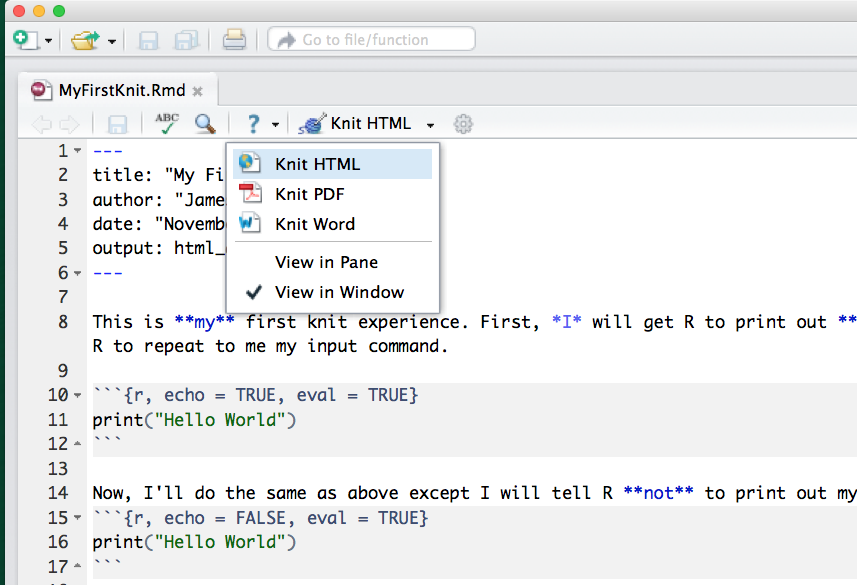 Go to file/function
MyFirstKnit.Rmd
ABC
? Knit HTML
Knit HTML
Knit PDF
Knit Word
View in Pane
View in Window
1 ---
2 title: "My Fi
3 author: "Jame
4 date: "Novemb
5 output: html_
6 ---
7
8 This is **my** first knit experience. First, *I* will get R to print out **
R to repeat to me my input command.
9
10 ```{r, echo = TRUE, eval = TRUE}
11 print("Hello World")
12 ```
13
14 Now, I'll do the same as above except I will tell R **not** to print out my
15 ```{r, echo = FALSE, eval = TRUE}
16 print("Hello World")
17 ```